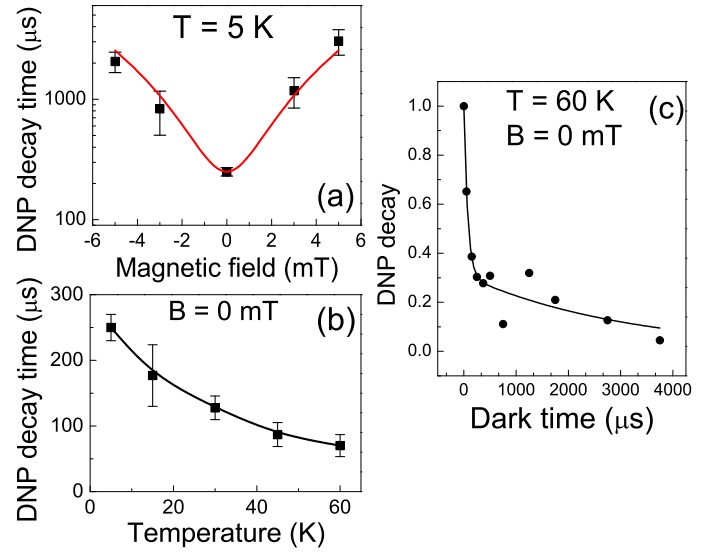 T = 5 K
DNP decay time (μs)
1000
100
(a)
-6 -4 -2 0 2 4 6
Magnetic field (mT)
B = 0 mT
DNP decay time (μs)
300
200
100
0
(b)
0 20 40 60
Temperature (K)
T = 60 K
B = 0 mT
(c)
DNP decay
1.0
0.8
0.6
0.4
0.2
0.0
0 1000 2000 3000 4000
Dark time (μs)